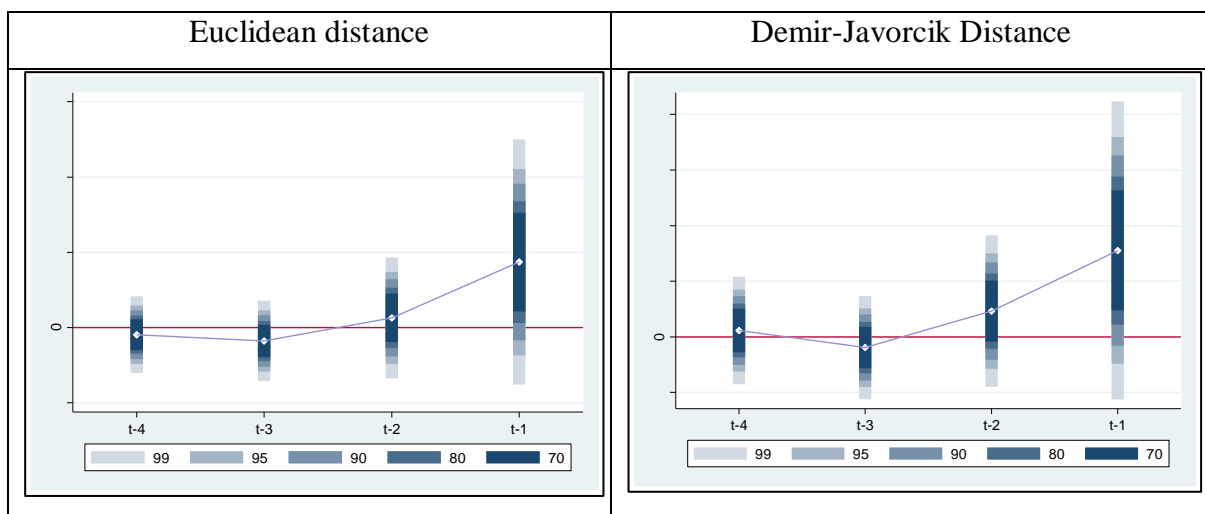 Euclidean distance
Demir-Javorcik Distance
0
t-4 t-3 t-2 t-1
99 95 90 80 70
0
t-4 t-3 t-2 t-1
99 95 90 80 70